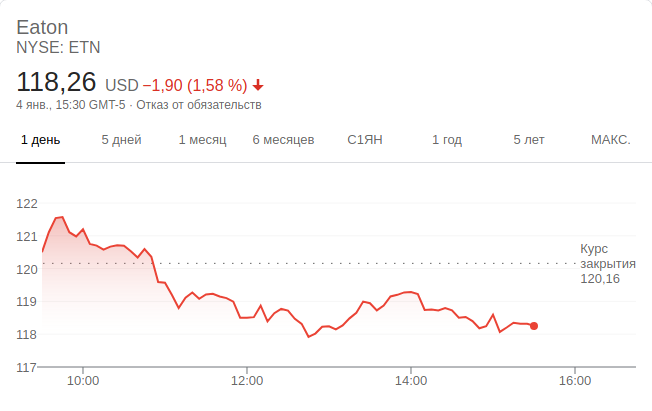 Eaton
NYSE: ETN
118,26 USD −1,90 (1,58 %)
4 янв., 15:30 GMT-5 · Отказ от обязательств
1 день 5 дней 1 месяц 6 месяцев С1ЯН 1 год 5 лет МАКС.
122
121
120
119
118
117
Курс
закрытия
120,16
10:00 12:00 14:00 16:00